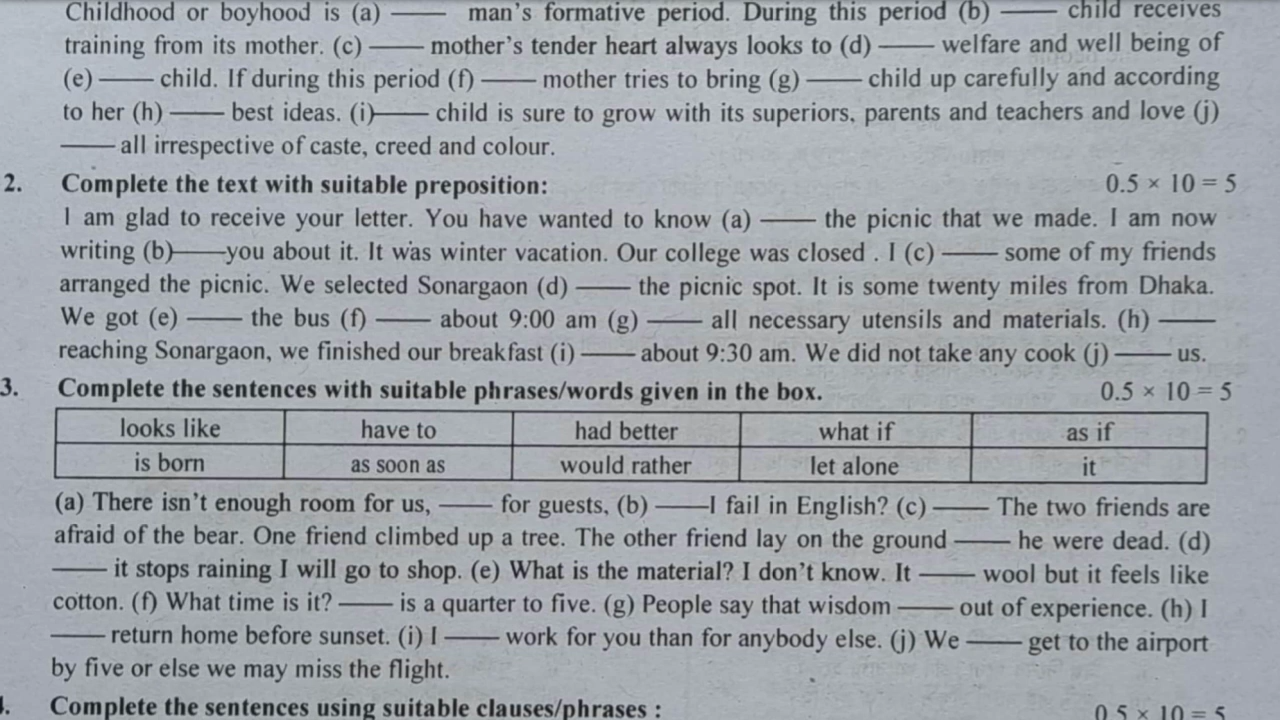 Childhood or boyhood is (a) —— man's formative period. During this period (b) —— child receives
training from its mother. (c) —— mother's tender heart always looks to (d) —— welfare and well being of
(e) —— child. If during this period (f) —— mother tries to bring (g) —— child up carefully and according
to her (h) —— best ideas. (i)—— child is sure to grow with its superiors, parents and teachers and love (j)
—— all irrespective of caste, creed and colour.
2. Complete the text with suitable preposition: 0.5 × 10 = 5
I am glad to receive your letter. You have wanted to know (a) —— the picnic that we made. I am now
writing (b)——you about it. It was winter vacation. Our college was closed . I (c) —— some of my friends
arranged the picnic. We selected Sonargaon (d) —— the picnic spot. It is some twenty miles from Dhaka.
We got (e) —— the bus (f) —— about 9:00 am (g) —— all necessary utensils and materials. (h) ——
reaching Sonargaon, we finished our breakfast (i) —— about 9:30 am. We did not take any cook (j) —— us.
3. Complete the sentences with suitable phrases/words given in the box. 0.5 × 10 = 5
looks like have to had better what if as if
is born as soon as would rather let alone it
(a) There isn't enough room for us, —— for guests, (b) ——I fail in English? (c) —— The two friends are
afraid of the bear. One friend climbed up a tree. The other friend lay on the ground —— he were dead. (d)
—— it stops raining I will go to shop. (e) What is the material? I don't know. It —— wool but it feels like
cotton. (f) What time is it? —— is a quarter to five. (g) People say that wisdom —— out of experience. (h) I
—— return home before sunset. (i) I —— work for you than for anybody else. (j) We —— get to the airport
by five or else we may miss the flight.
4. Complete the sentences using suitable clauses/phrases : 0.5 × 10 = 5